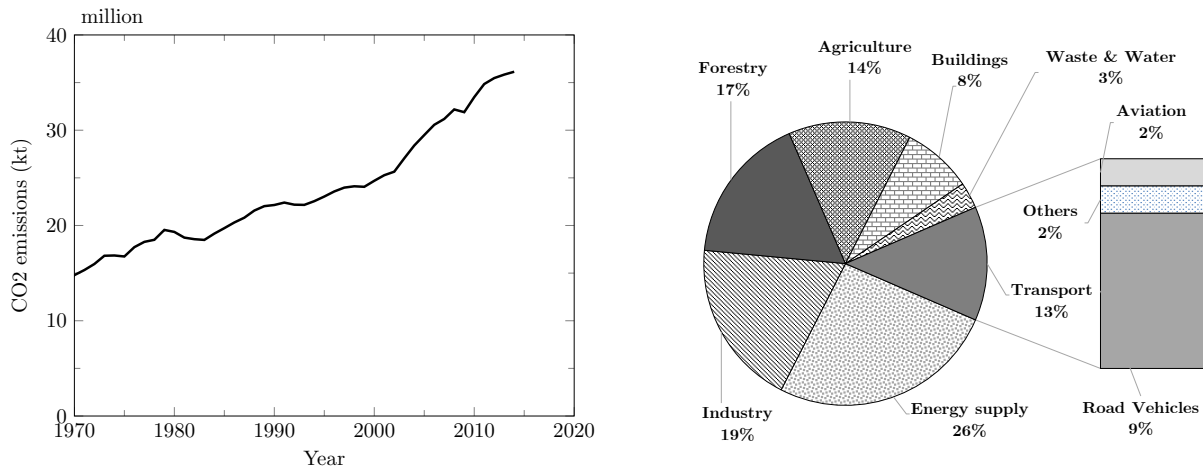 million
40
30
20
10
0
1970
1980
1990
2000
2010
2020
CO2 emissions (kt)
Year
Agriculture
14%
Buildings
8%
Waste & Water
3%
Forestry
17%
Aviation
2%
Others
2%
Transport
13%
Industry
19%
Energy supply
26%
Road Vehicles
9%